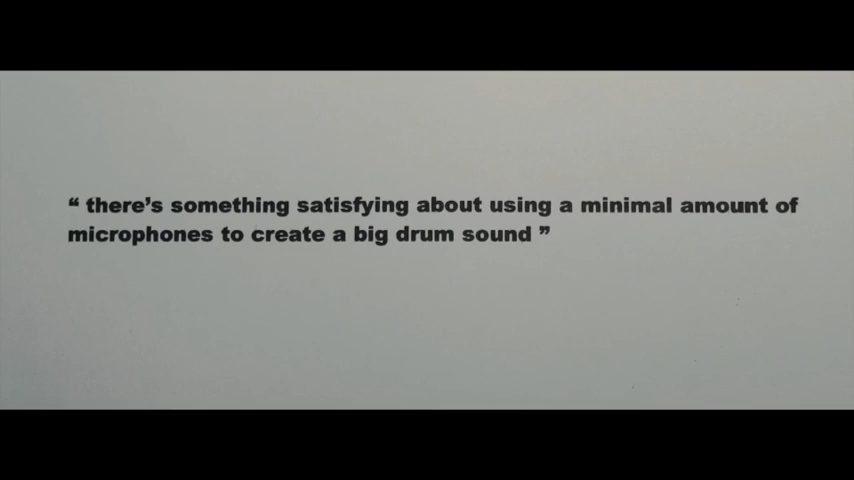 “ there’s something satisfying about using a minimal amount of
microphones to create a big drum sound ”